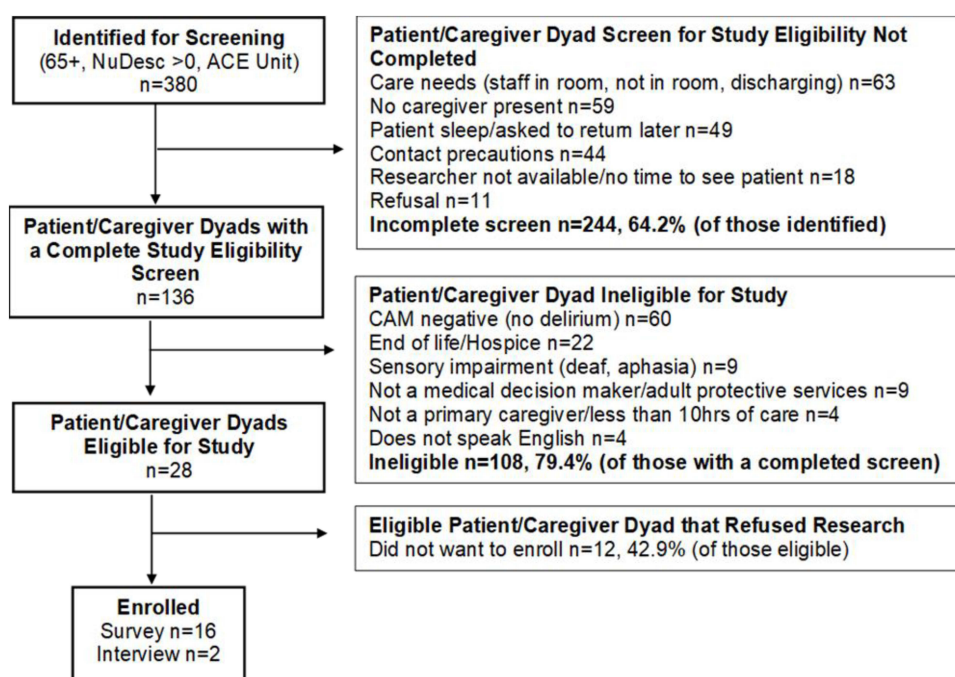 Identified for Screening
(65+, NuDesc >0, ACE Unit)
n=380
Patient/Caregiver Dyad Screen for Study Eligibility Not
Completed
Care needs (staff in room, not in room, discharging) n=63
No caregiver present n=59
Patient sleep/asked to return later n=49
Contact precautions n=44
Researcher not available/no time to see patient n=18
Refusal n=11
Incomplete screen n=244, 64.2% (of those identified)
Patient/Caregiver Dyads with
a Complete Study Eligibility
Screen
n=136
Patient/Caregiver Dyad Ineligible for Study
CAM negative (no delirium) n=60
End of life/Hospice n=22
Sensory impairment (deaf, aphasia) n=9
Not a medical decision maker/adult protective services n=9
Not a primary caregiver/less than 10hrs of care n=4
Does not speak English n=4
Ineligible n=108, 79.4% (of those with a completed screen)
Patient/Caregiver Dyads
Eligible for Study
n=28
Eligible Patient/Caregiver Dyad that Refused Research
Did not want to enroll n=12, 42.9% (of those eligible)
Enrolled
Survey n=16
Interview n=2